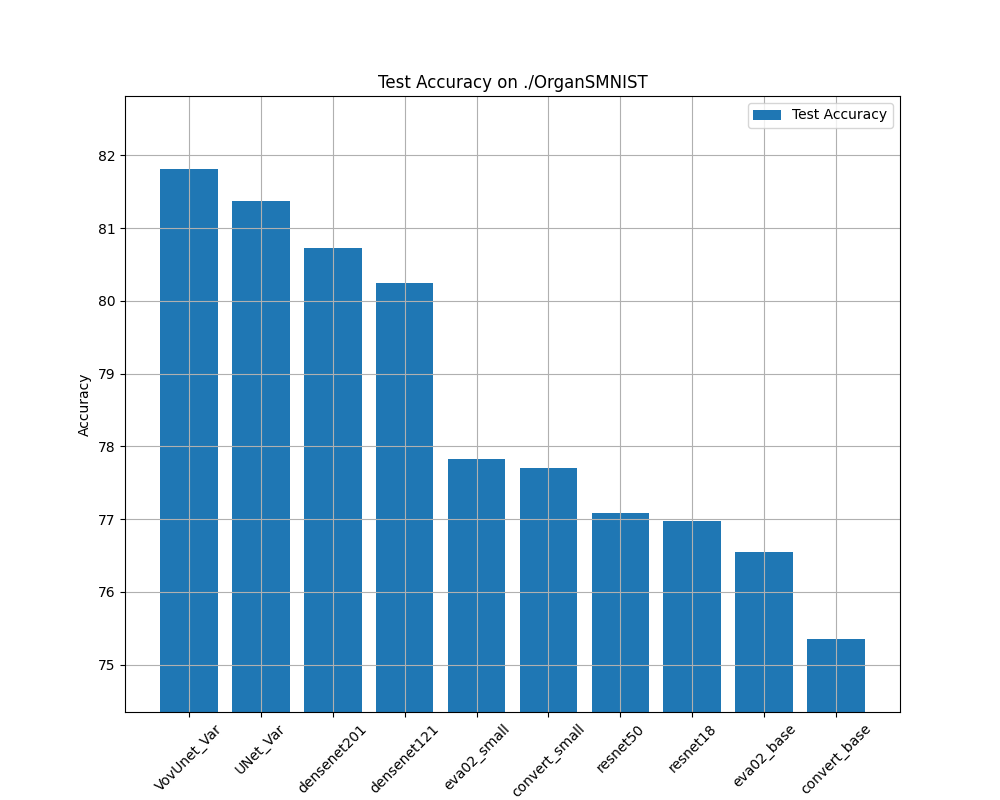 Test Accuracy on ./OrganSMNIST
Test Accuracy
Accuracy
82
81
80
79
78
77
76
75
VovUnet_Var
UNet_Var
densenet201
densenet121
eva02_small
convert_small
resnet50
resnet18
eva02_base
convert_base